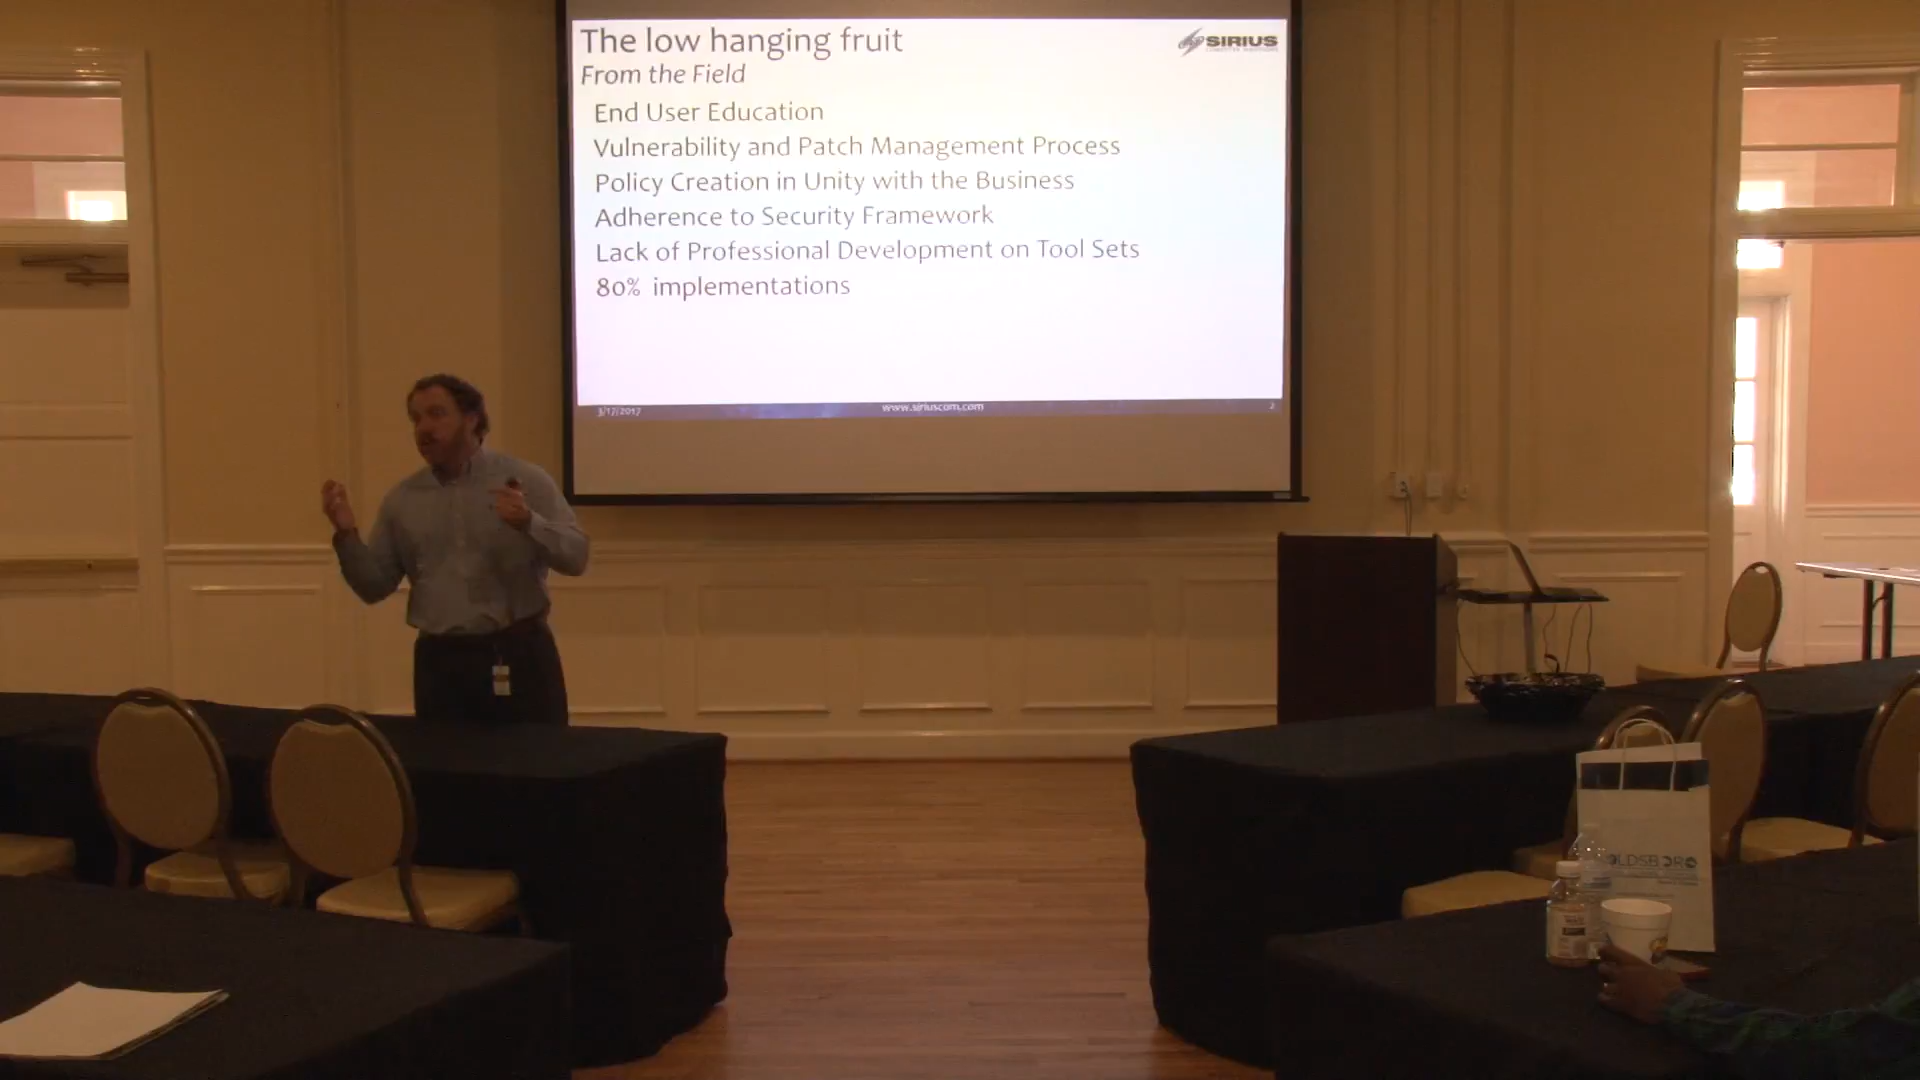 The low hanging fruit
SIRIUS
From the Field
End User Education
Vulnerability and Patch Management Process
Policy Creation in Unity with the Business
Adherence to Security Framework
Lack of Professional Development on Tool Sets
80% implementations
3/17/2017
www.siriuscom.com
2
OLDSBORO